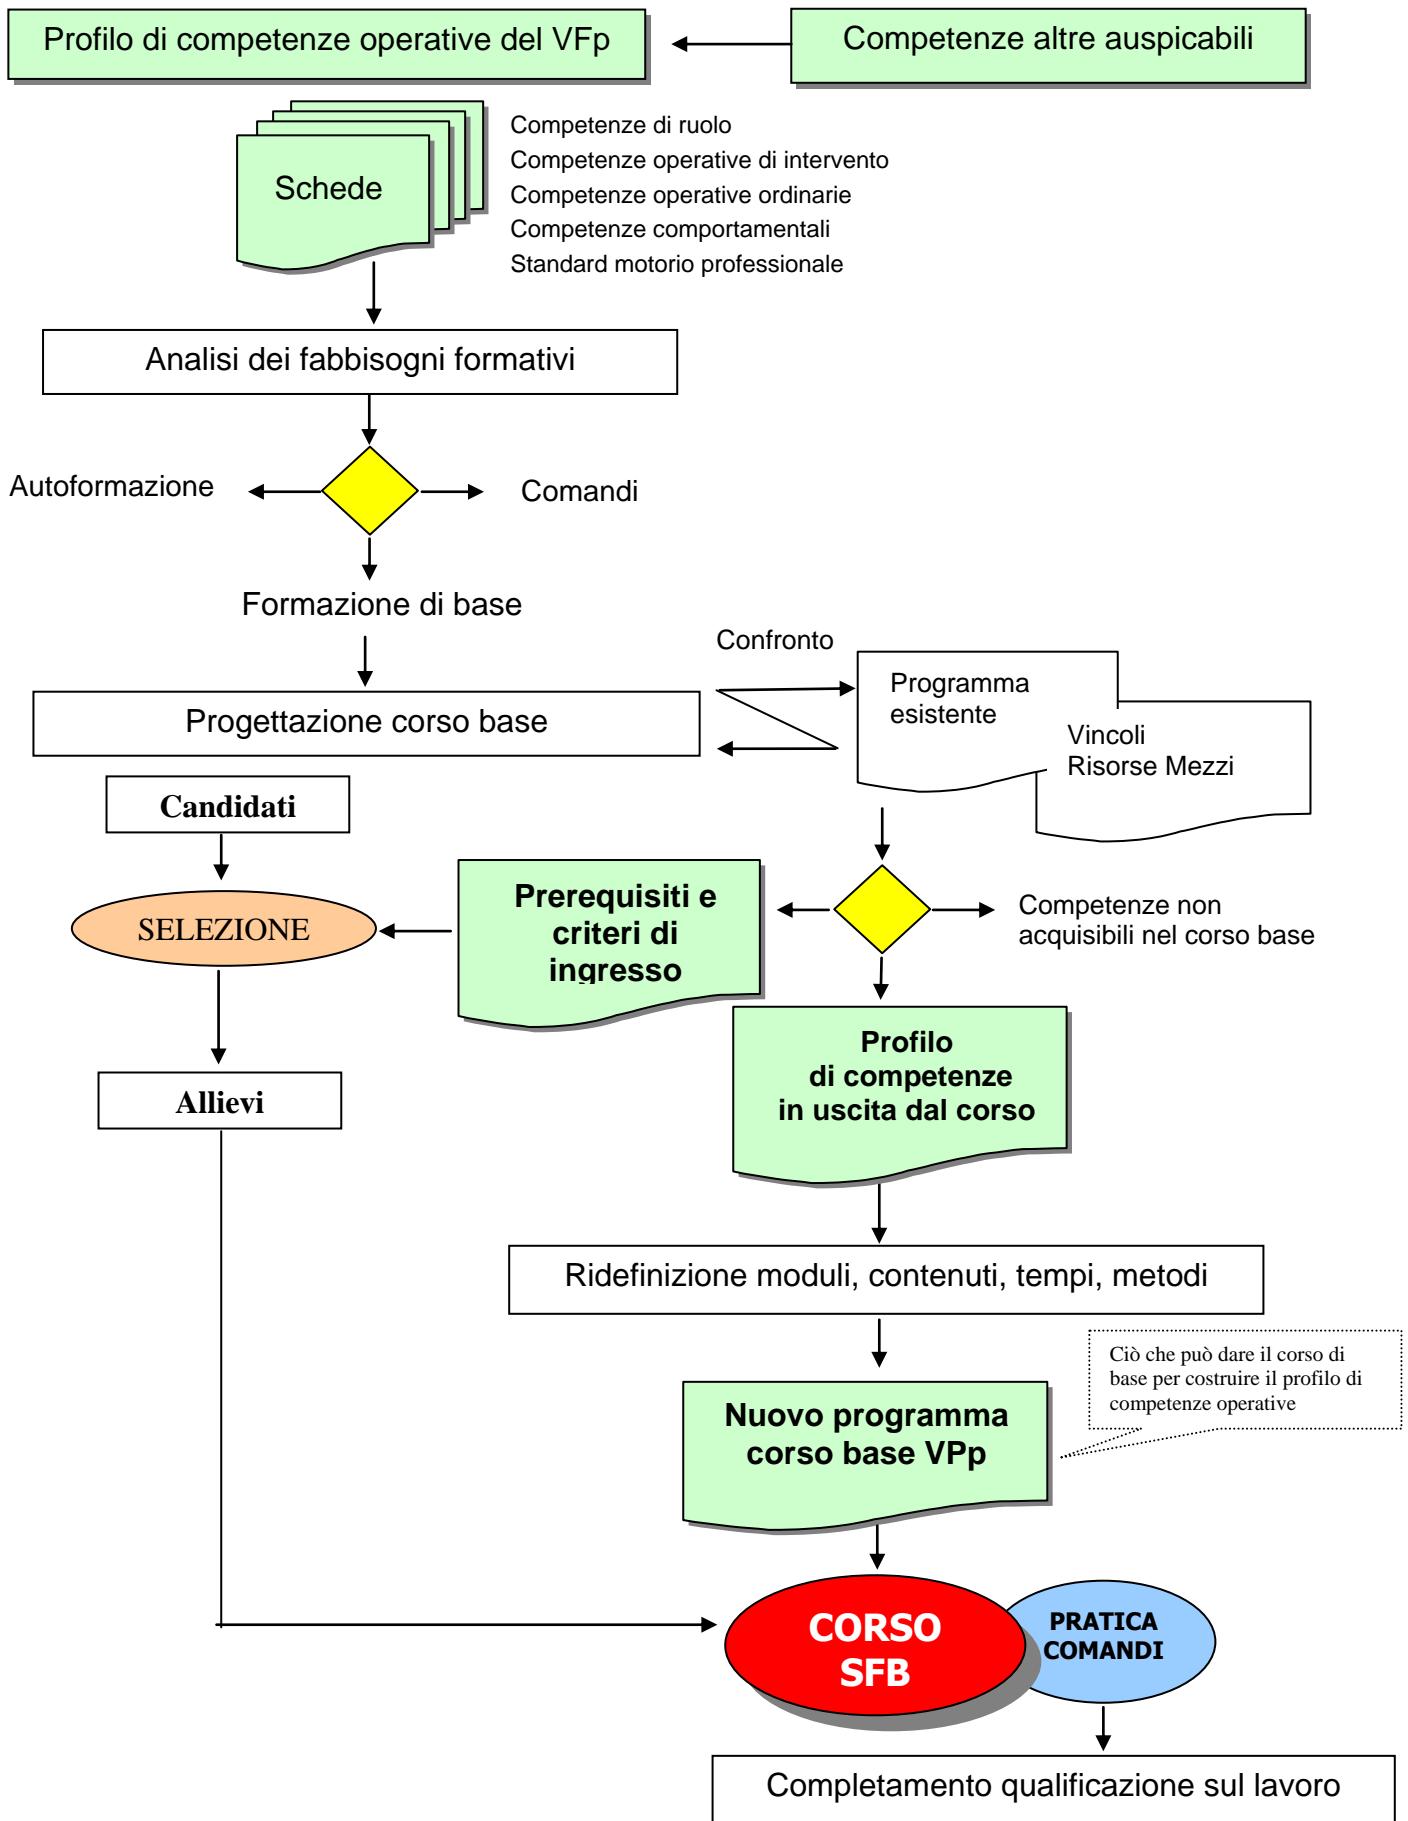 Profilo di competenze operative del VFp
Competenze altre auspicabili
Schede
Competenze di ruolo
Competenze operative di intervento
Competenze operative ordinarie
Competenze comportamentali
Standard motorio professionale
Analisi dei fabbisogni formativi
Autoformazione
Comandi
Formazione di base
Confronto
Progettazione corso base
Programma
esistente
Vincoli
Risorse Mezzi
Candidati
SELEZIONE
Prerequisiti e
criteri di
ingresso
Competenze non
acquisibili nel corso base
Allievi
Profilo
di competenze
in uscita dal corso
Ridefinizione moduli, contenuti, tempi, metodi
Ciò che può dare il corso di
base per costruire il profilo di
competenze operative
Nuovo programma
corso base VPp
CORSO
SFB
PRATICA
COMANDI
Completamento qualificazione sul lavoro